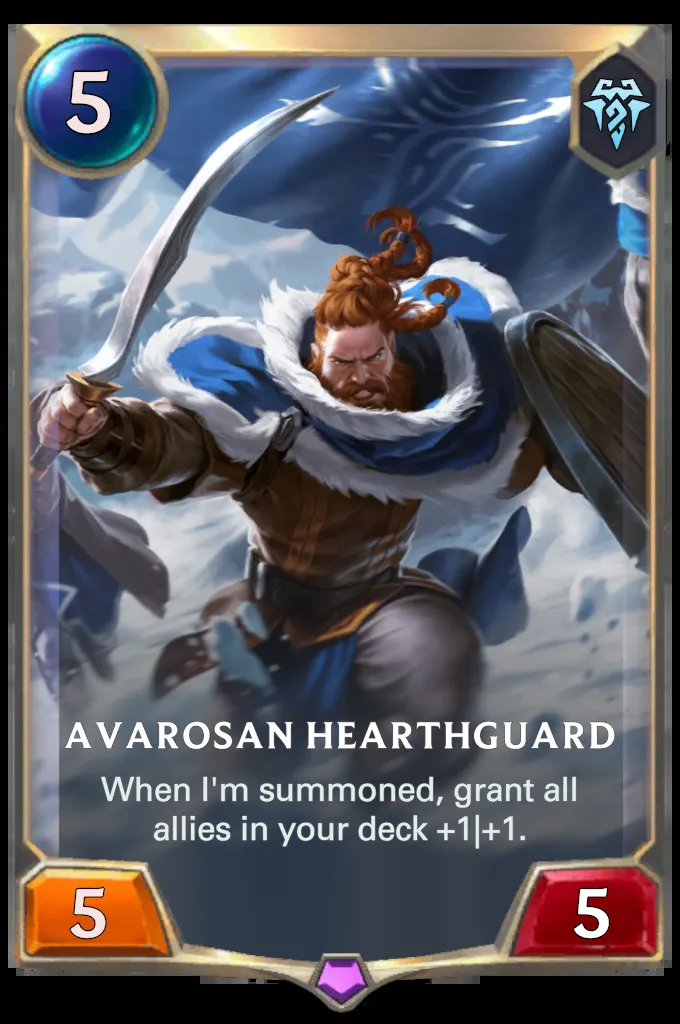 5
AVAROSAN HEARTHGUARD
When I'm summoned, grant all
allies in your deck +1|+1.
5
5